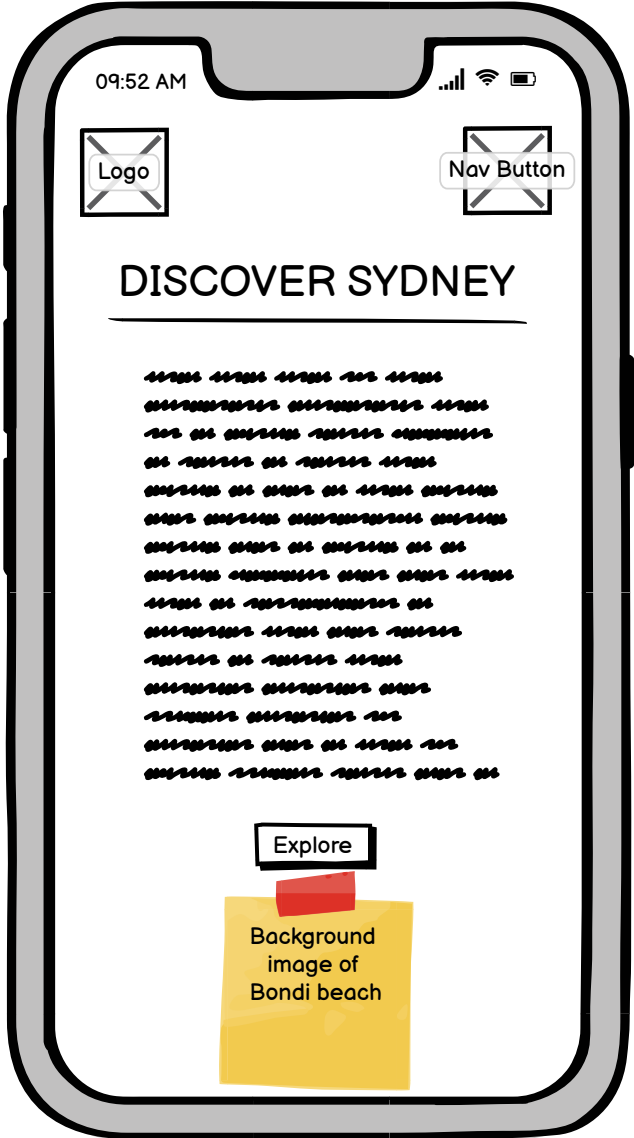 09:52 AM
Logo
Nav Button
DISCOVER SYDNEY
Explore
Background
image of
Bondi beach